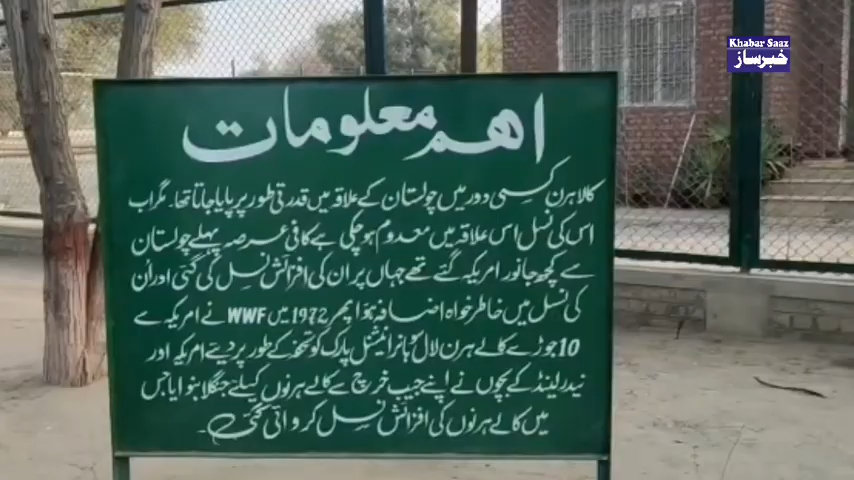 Khabar Saaz
خبرساز
اهم معلومات
کالا ہرن کسی دور میں چولستان کے علاقہ میں قدرتی طور پر پایا جاتا تھا۔ مگر اب
اس کی نسل اس علاقہ میں معدوم ہو چکی ہے کافی عرصہ پہلے چولستان
سے کچھ جانور امریکہ گئے تھے جہاں پر ان کی افزائش نسل کی گئی اور اُن
کی نسل میں خاطر خواہ اضافہ ہوا پھر 1972 میں WWF نے امریکہ سے
10 جوڑے کالے ہرن لال سوہانرا نیشنل پارک کو تحفہ کے طور پر دیئے امریکہ اور
نیدرلینڈ کے بچوں نے اپنے جیب خرچ سے کالے ہرنوں کیلئے جنگلا بنوایا جس
میں کالے ہرنوں کی افزائش نسل کروائی گئی۔